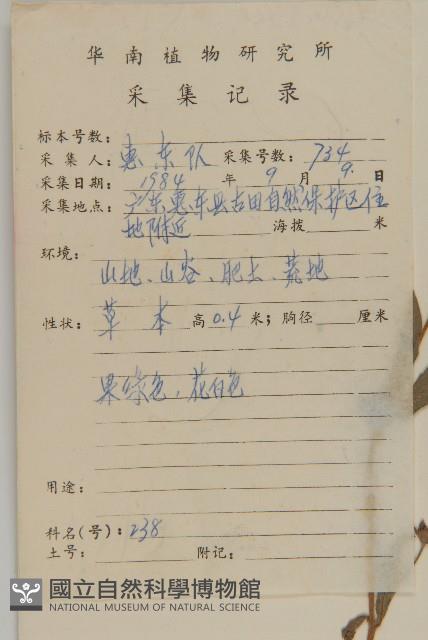 华南植物研究所
采集记录
标本号数：
采集人：惠东队 采集号数：734
采集日期：1984年9月9.日
采集地点：广东惠东县古田自然保护区住
地附近 海拔 米
环境：
山地、山谷、肥土、荒地
性状：草本 高0.4米；胸径 厘米
果绿色，花白色
用途：
科名(号)：238
土号： 附记：
國立自然科學博物館
NATIONAL MUSEUM OF NATURAL SCIENCE